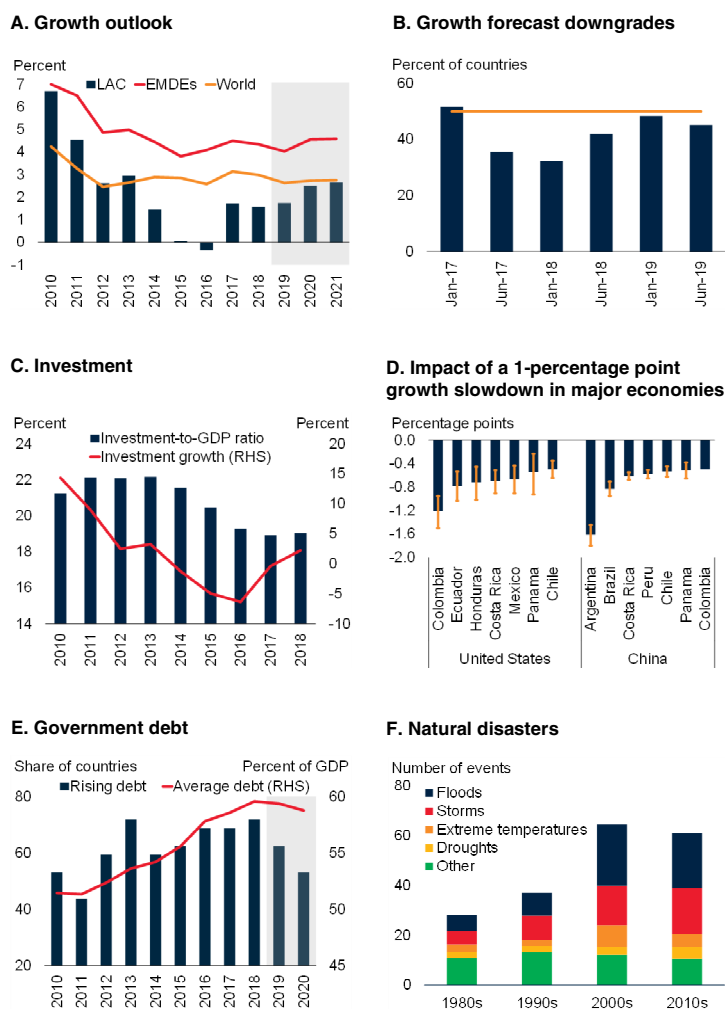 A. Growth outlook
Percent
LAC EMDEs World
7
6
5
4
3
2
1
0
-1
2010 2011 2012 2013 2014 2015 2016 2017 2018 2019 2020 2021
B. Growth forecast downgrades
Percent of countries
60
40
20
0
Jan-17 Jun-17 Jan-18 Jun-18 Jan-19 Jun-19
C. Investment
Percent Percent
Investment-to-GDP ratio
Investment growth (RHS)
24 20
22 15
20 10
18 5
16 0
14 -5
-10
2010 2011 2012 2013 2014 2015 2016 2017 2018
D. Impact of a 1-percentage point
growth slowdown in major economies
Percentage points
0.0
-0.4
-0.8
-1.2
-1.6
-2.0
Colombia Ecuador Honduras Costa Rica Mexico Panama Chile Argentina Brazil Costa Rica Peru Chile Panama Colombia
United States China
E. Government debt
Share of countries Percent of GDP
Rising debt Average debt (RHS)
80 60
60 55
40 50
20 45
2010 2011 2012 2013 2014 2015 2016 2017 2018 2019 2020
F. Natural disasters
Number of events
80
60
40
20
0
Floods
Storms
Extreme temperatures
Droughts
Other
1980s 1990s 2000s 2010s